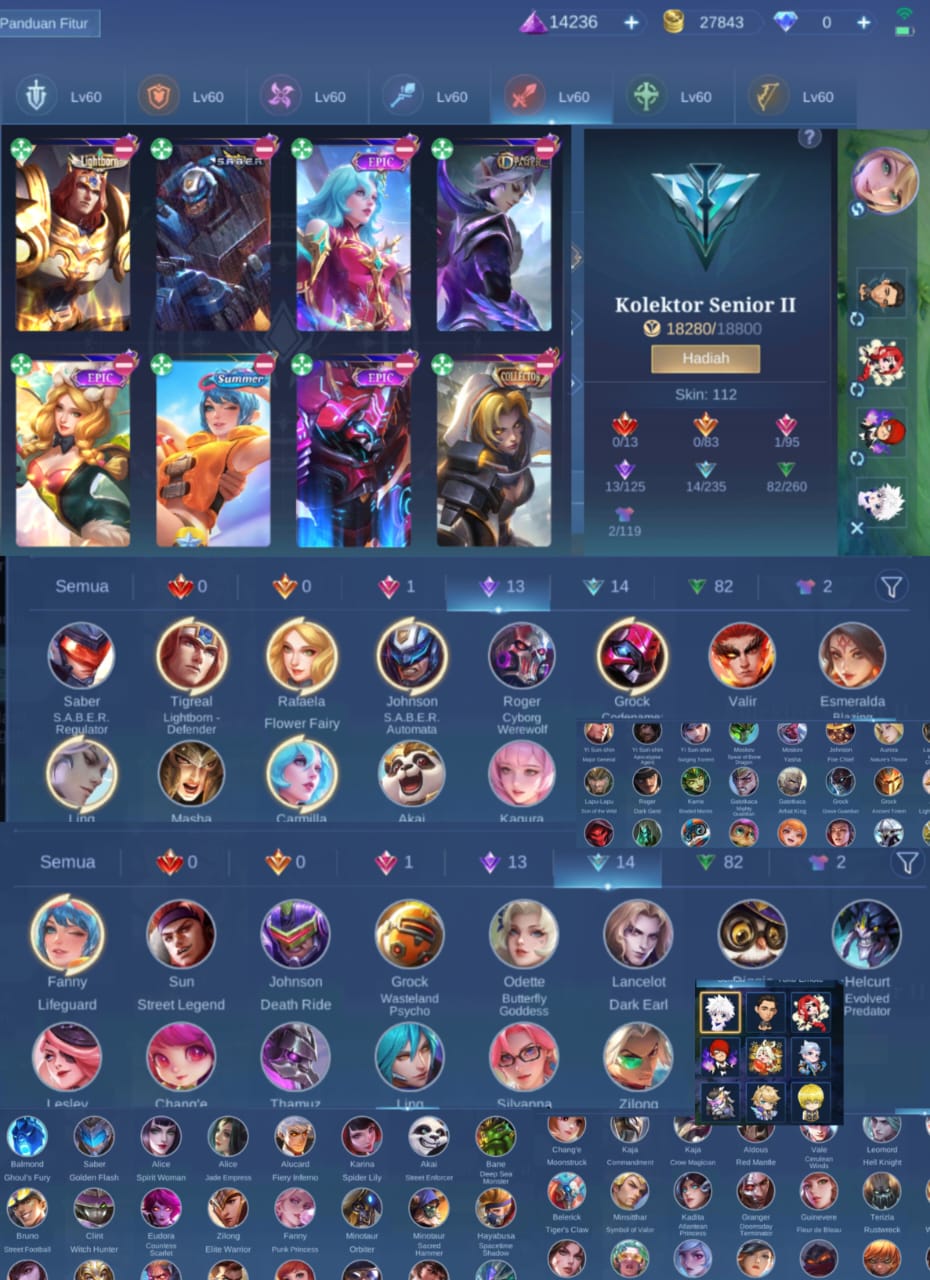 Panduan Fitur
14236
27843
0
Lv60
Lv60
Lv60
Lv60
Lv60
Lv60
Lv60
Lightborn
S.A.B.E.R
EPIC
?
Kolektor Senior II
18280/18800
Hadiah
Skin: 112
0/13
0/83
1/95
13/125
14/235
82/260
2/119
EPIC
Summer
EPIC
COLLECTOR
Semua
0
0
1
13
14
82
2
Saber
Tigreal
Rafaela
Johnson
Roger
Grock
Valir
Esmeralda
S.A.B.E.R.
Regulator
Lightborn -
Defender
Flower Fairy
S.A.B.E.R.
Automata
Cyborg
Werewolf
Codename:
Blazing
Ling
Masha
Carmilla
Akai
Kagura
Yi Sun-shin
Yi Sun-shin
Yi Sun-shin
Moskov
Moskov
Johnson
Aurora
Major General
Apocalypse
Agent
Surging Torrent
Spear of Bone
Dragon
Yasha
Fire Chief
Nature's Throne
Lapu-Lapu
Roger
Karrie
Gatotkaca
Gatotkaca
Grock
Grock
Son of the Wild
Dark Gent
Bladed Mantis
Mighty
Guardian
Arhat King
Grave Guardian
Ancient Totem
Semua
0
0
1
13
14
82
2
Fanny
Sun
Johnson
Grock
Odette
Lancelot
Diggie
Helcurt
Lifeguard
Street Legend
Death Ride
Wasteland
Psycho
Butterfly
Goddess
Dark Earl
Evolved
Predator
Lesley
Chang'e
Thamuz
Ling
Silvanna
Zilong
Balmond
Saber
Alice
Alice
Alucard
Karina
Akai
Bane
Ghoul's Fury
Golden Flash
Spirit Woman
Jade Empress
Fiery Inferno
Spider Lily
Street Enforcer
Deep Sea
Monster
Bruno
Clint
Eudora
Zilong
Fanny
Minotaur
Minotaur
Hayabusa
Street Football
Witch Hunter
Countess
Scarlet
Elite Warrior
Punk Princess
Orbiter
Sacred
Hammer
Spacetime
Shadow
Chang'e
Kaja
Kaja
Aldous
Vale
Leomord
Moonstruck
Commandment
Crow Magician
Red Mantle
Cerulean
Winds
Hell Knight
Belerick
Minsitthar
Kadita
Granger
Guinevere
Terizla
Tiger's Claw
Symbol of Valor
Atlantean
Princess
Doomsday
Terminator
Fleur de Bleau
Rustwreck